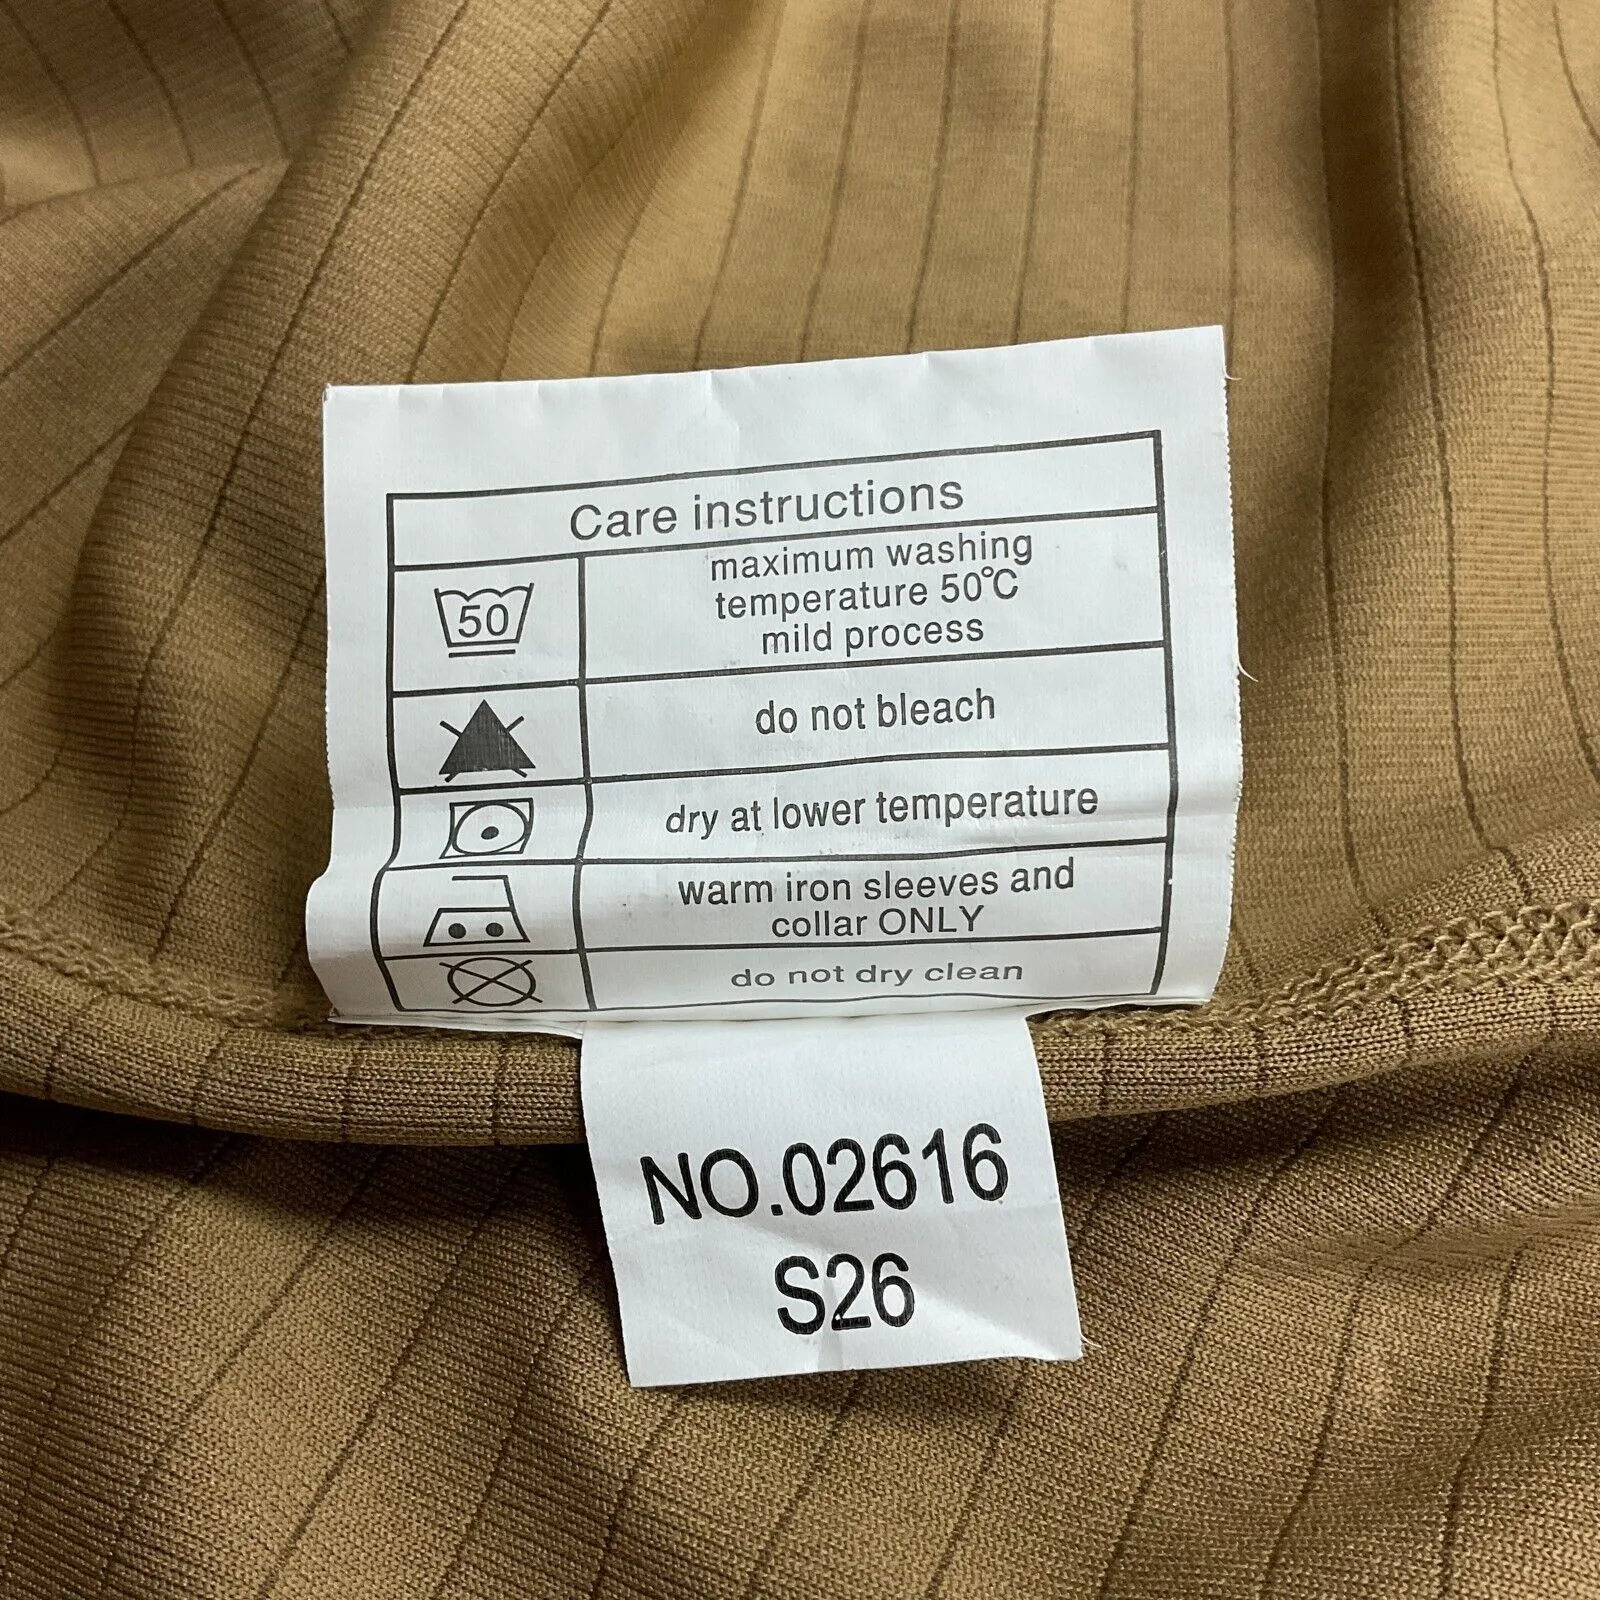 Care instructions
50
maximum washing
temperature 50℃
mild process
do not bleach
dry at lower temperature
warm iron sleeves and
collar ONLY
do not dry clean
NO.02616
S26